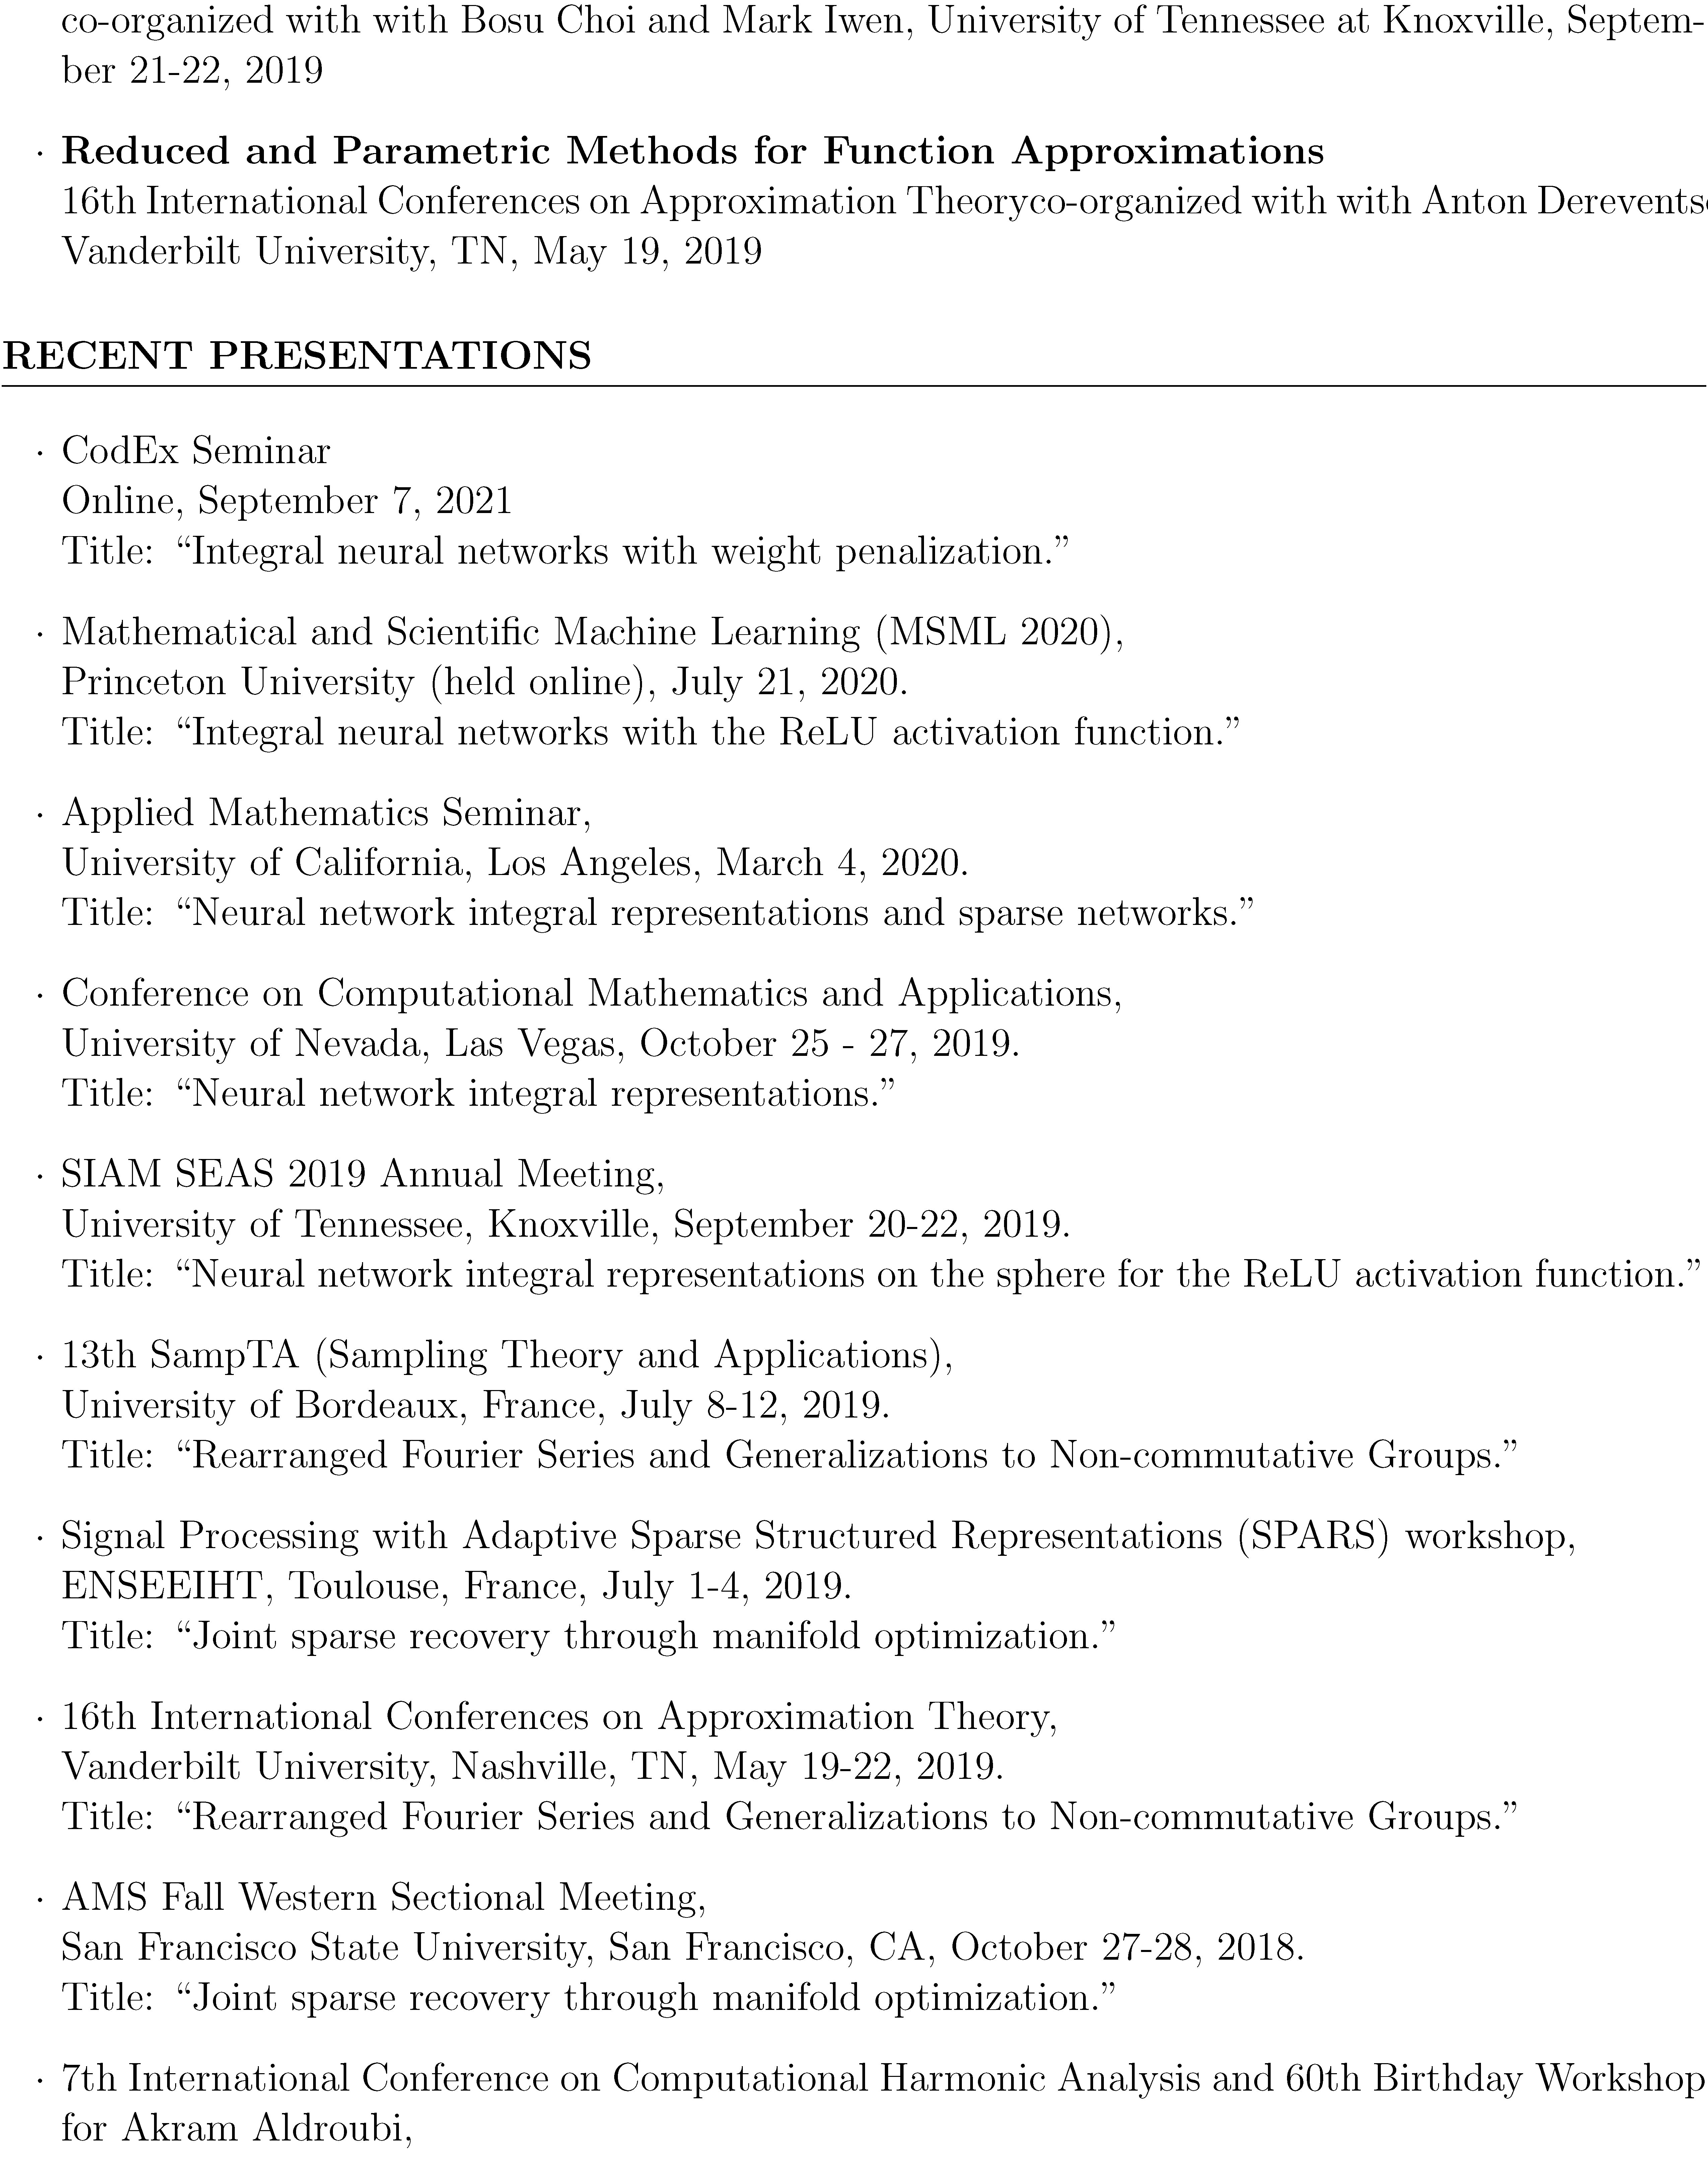 co-organized with with Bosu Choi and Mark Iwen, University of Tennessee at Knoxville, Septem-
ber 21-22, 2019
· Reduced and Parametric Methods for Function Approximations
16th International Conferences on Approximation Theoryco-organized with with Anton
Vanderbilt University, TN, May 19, 2019
RECENT PRESENTATIONS
· CodEx Seminar
Online, September 7, 2021
Title: “Integral neural networks with weight penalization.”
· Mathematical and Scientific Machine Learning (MSML 2020),
Princeton University (held online), July 21, 2020.
Title: “Integral neural networks with the ReLU activation function.”
· Applied Mathematics Seminar,
University of California, Los Angeles, March 4, 2020.
Title: “Neural network integral representations and sparse networks.”
· Conference on Computational Mathematics and Applications,
University of Nevada, Las Vegas, October 25 - 27, 2019.
Title: “Neural network integral representations.”
· SIAM SEAS 2019 Annual Meeting,
University of Tennessee, Knoxville, September 20-22, 2019.
Title: “Neural network integral representations on the sphere for the ReLU activation function.”
· 13th SampTA (Sampling Theory and Applications),
University of Bordeaux, France, July 8-12, 2019.
Title: “Rearranged Fourier Series and Generalizations to Non-commutative Groups.”
· Signal Processing with Adaptive Sparse Structured Representations (SPARS) workshop,
ENSEEIHT, Toulouse, France, July 1-4, 2019.
Title: “Joint sparse recovery through manifold optimization.”
· 16th International Conferences on Approximation Theory,
Vanderbilt University, Nashville, TN, May 19-22, 2019.
Title: “Rearranged Fourier Series and Generalizations to Non-commutative Groups.”
· AMS Fall Western Sectional Meeting,
San Francisco State University, San Francisco, CA, October 27-28, 2018.
Title: “Joint sparse recovery through manifold optimization.”
· 7th International Conference on Computational Harmonic Analysis and 60th Birthday Workshop
for Akram Aldroubi,